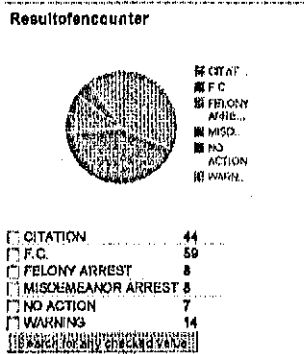 Resultofencounter
CITAT...
F.C.
FELONY
ARRE...
MISD...
NO
ACTION
WARN...
CITATION 44
F.C. 59
FELONY ARREST 8
MISDEMEANOR ARREST 8
NO ACTION 7
WARNING 14
Search for any checked value